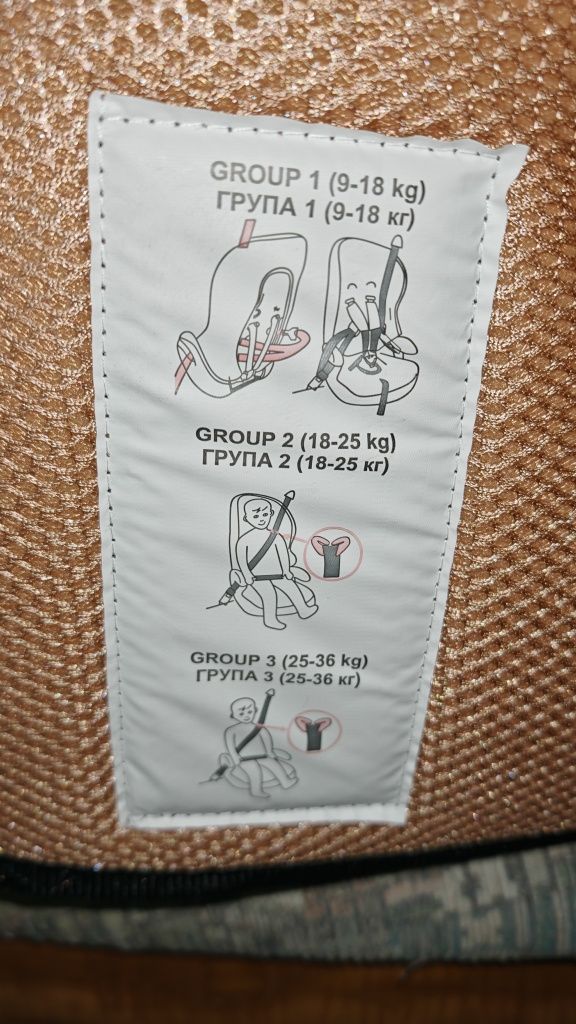 GROUP 1 (9-18 kg)
ГРУПА 1 (9-18 кг)
GROUP 2 (18-25 kg)
ГРУПА 2 (18-25 кг)
GROUP 3 (25-36 kg)
ГРУПА 3 (25-36 кг)